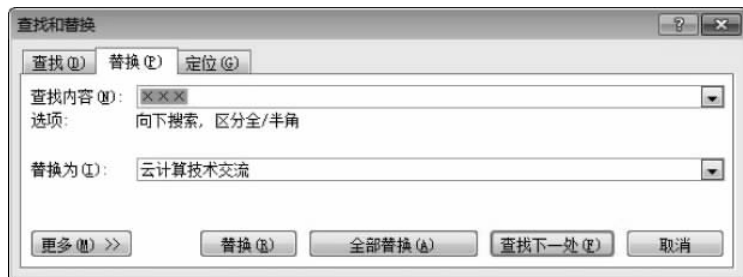 查找和替换
查找(D) 替换(P) 定位(G)
查找内容(N): ×××
选项: 向下搜索, 区分全/半角
替换为(I): 云计算技术交流
更多(M) >> 替换(R) 全部替换(A) 查找下一处(F) 取消